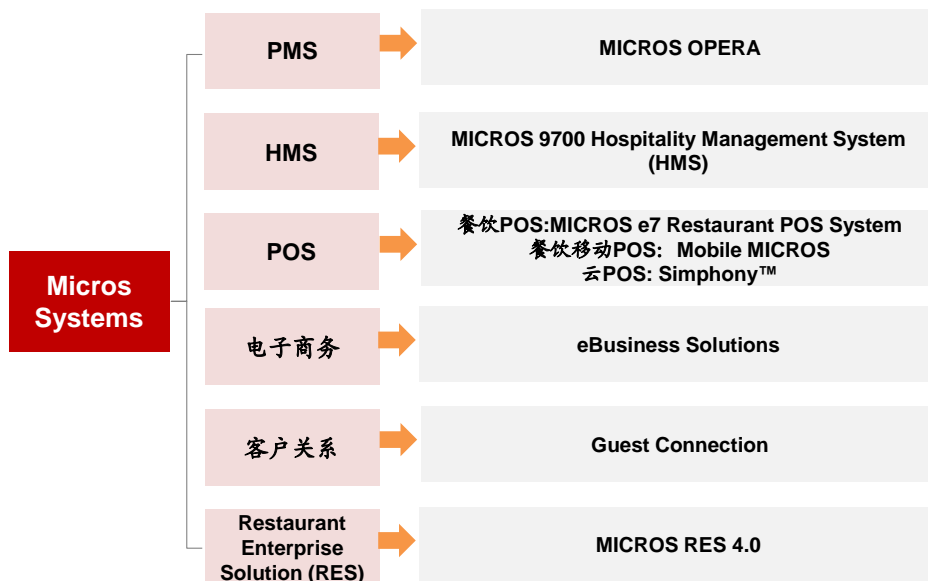 PMS
MICROS OPERA
HMS
MICROS 9700 Hospitality Management System
(HMS)
POS
餐饮POS:MICROS e7 Restaurant POS System
餐饮移动POS: Mobile MICROS
云POS: Simphony™
Micros
Systems
电子商务
eBusiness Solutions
客户关系
Guest Connection
Restaurant
Enterprise
Solution (RES)
MICROS RES 4.0